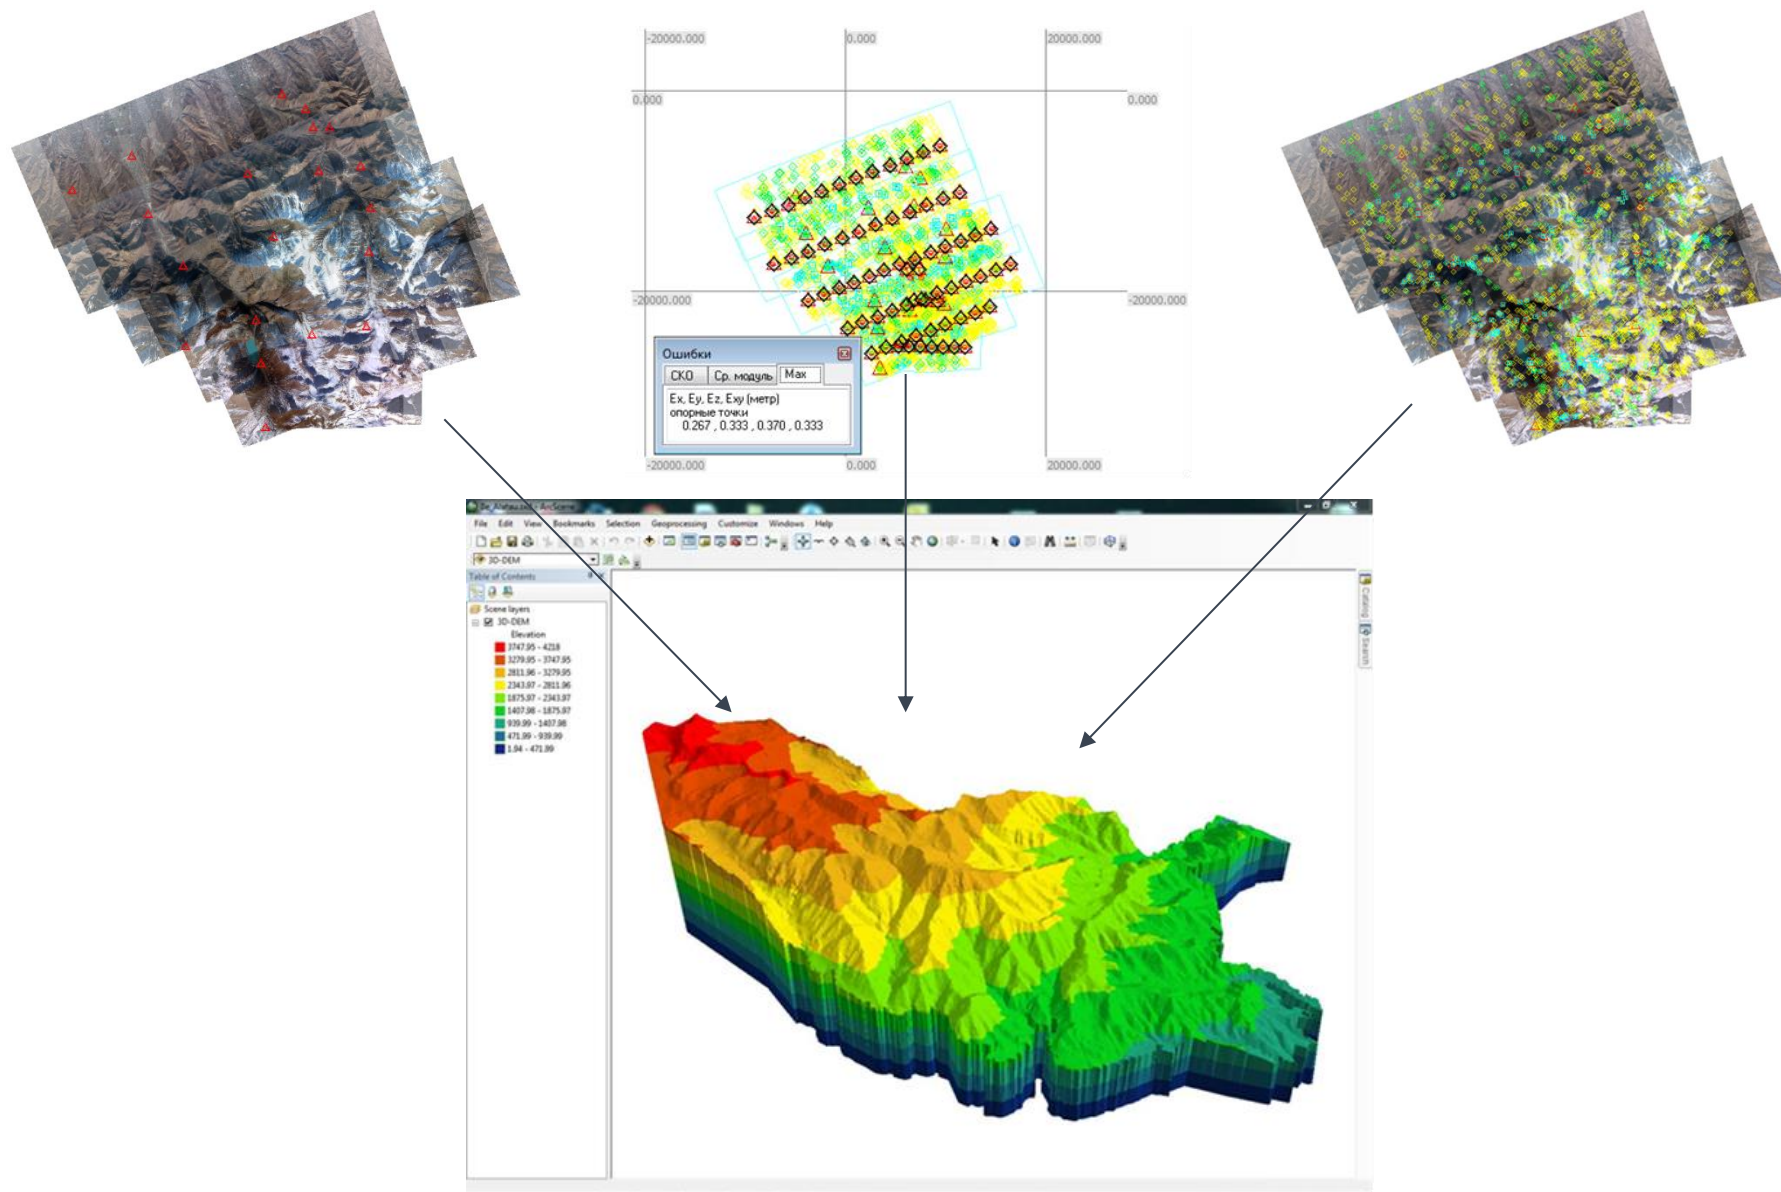 -20000.000 0.000 20000.000
0.000 0.000
-20000.000 -20000.000
Ошибки
СКО Ср. модуль Max
Ex, Ey, Ez, Exy (метр)
опорные точки
0.267 , 0.333 , 0.370 , 0.333
-20000.000 0.000 20000.000
File Edit View Bookmarks Selection Geoprocessing Customize Windows Help
3D-DEM
Table of Contents
Scene layers
3D-DEM
Elevation
3747.95 - 4218
3279.95 - 3747.95
2811.96 - 3279.95
2343.97 - 2811.96
1875.97 - 2343.97
1407.98 - 1875.97
939.99 - 1407.98
471.99 - 939.99
1.94 - 471.99
Catalog
Search